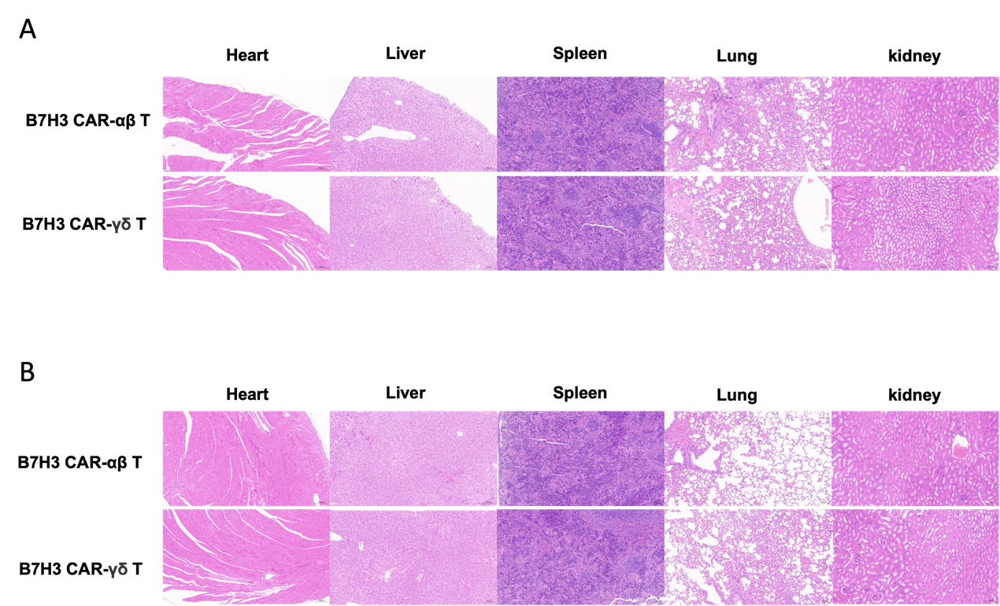 A
Heart Liver Spleen Lung kidney
B7H3 CAR-αβ T
B7H3 CAR-γδ T
B
Heart Liver Spleen Lung kidney
B7H3 CAR-αβ T
B7H3 CAR-γδ T